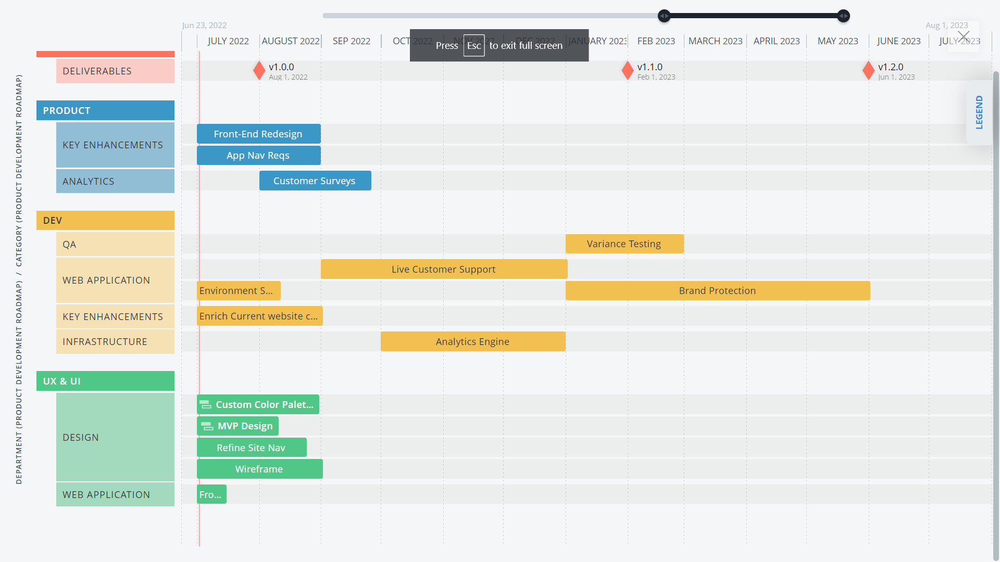 Jun 23, 2022
Aug 1, 2023
JULY 2022
AUGUST 2022
SEP 2022
OCT 2022
NOV 2022
DEC 2022
JANUARY 2023
FEB 2023
MARCH 2023
APRIL 2023
MAY 2023
JUNE 2023
JULY 2023
Press Esc to exit full screen
DELIVERABLES
v1.0.0
Aug 1, 2022
v1.1.0
Feb 1, 2023
v1.2.0
Jun 1, 2023
LEGEND
DEPARTMENT (PRODUCT DEVELOPMENT ROADMAP) / CATEGORY (PRODUCT DEVELOPMENT ROADMAP)
PRODUCT
KEY ENHANCEMENTS
Front-End Redesign
App Nav Reqs
ANALYTICS
Customer Surveys
DEV
QA
Variance Testing
WEB APPLICATION
Live Customer Support
Environment S...
Brand Protection
KEY ENHANCEMENTS
Enrich Current website c...
INFRASTRUCTURE
Analytics Engine
UX & UI
DESIGN
Custom Color Palet...
MVP Design
Refine Site Nav
Wireframe
WEB APPLICATION
Fro...